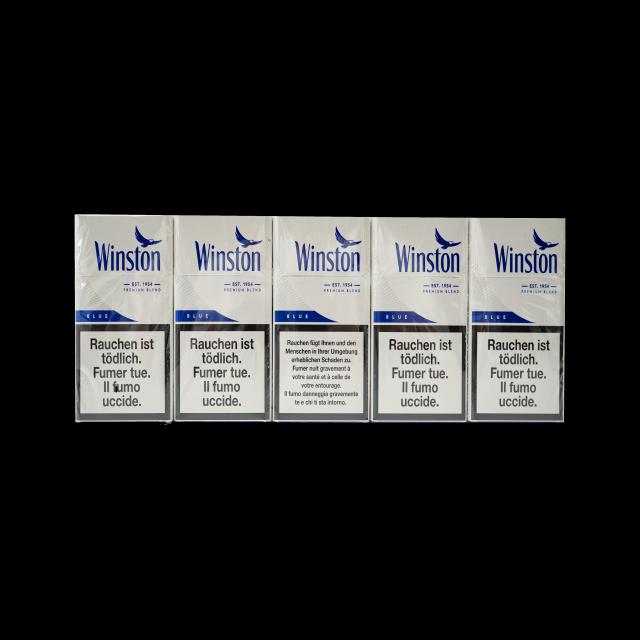 Winston
EST. 1954
PREMIUM BLEND
BLUE
Rauchen ist
tödlich.
Fumer tue.
Il fumo
uccide.
Winston
EST. 1954
PREMIUM BLEND
BLUE
Rauchen ist
tödlich.
Fumer tue.
Il fumo
uccide.
Winston
EST. 1954
PREMIUM BLEND
BLUE
Rauchen fügt Ihnen und den
Menschen in Ihrer Umgebung
erheblichen Schaden zu.
Fumer nuit gravement à
votre santé et à celle de
votre entourage.
Il fumo danneggia gravemente
te e chi ti sta intorno.
Winston
EST. 1954
PREMIUM BLEND
BLUE
Rauchen ist
tödlich.
Fumer tue.
Il fumo
uccide.
Winston
EST. 1954
PREMIUM BLEND
BLUE
Rauchen ist
tödlich.
Fumer tue.
Il fumo
uccide.